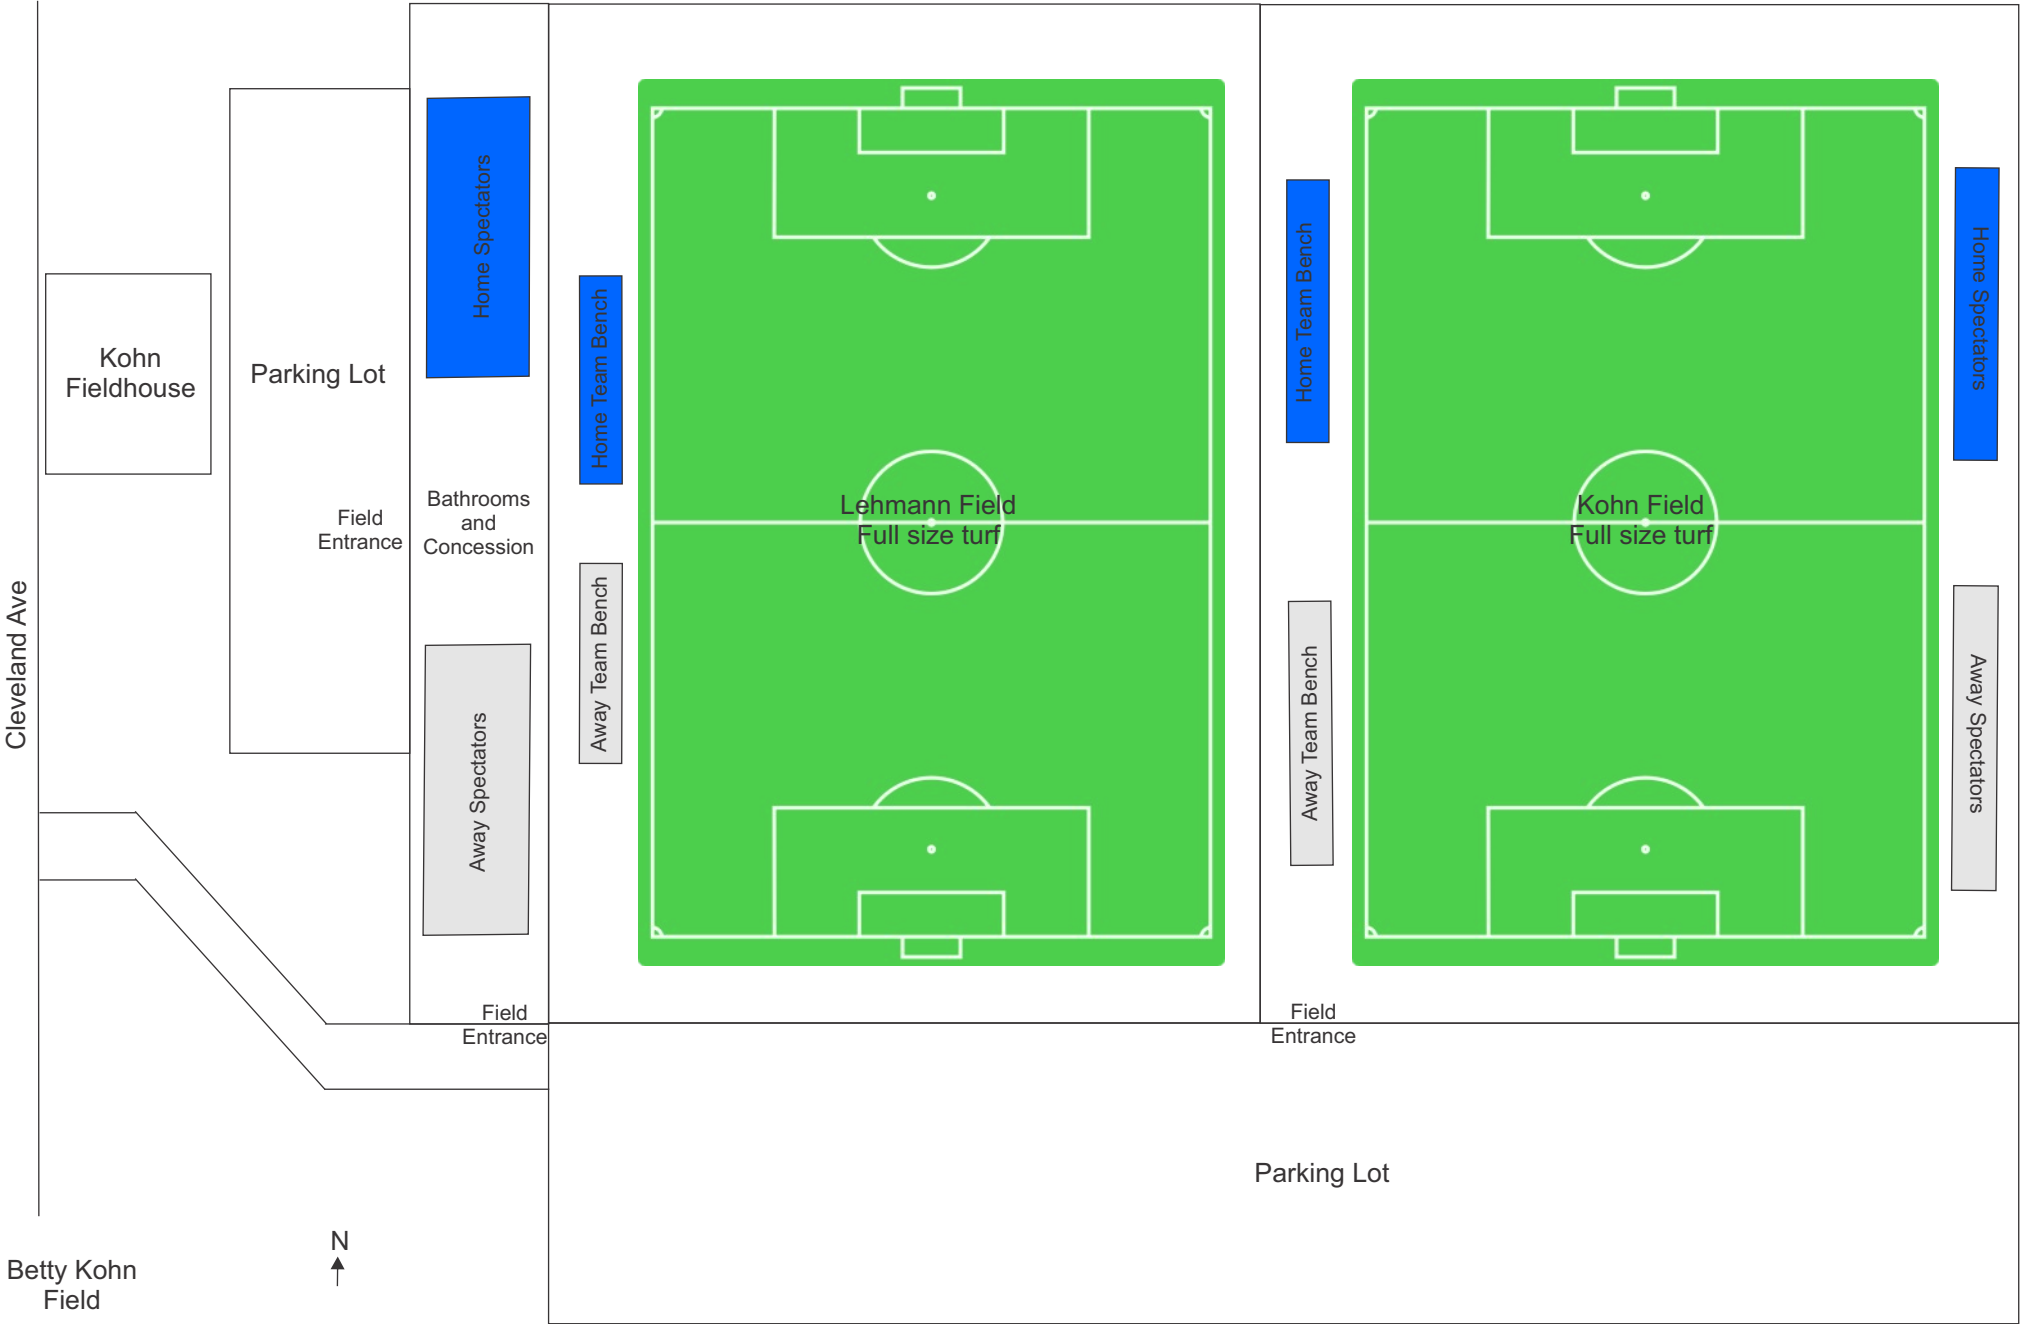 Home Spectators
Home Team Bench
Home Team Bench
Home Spectators
Kohn
Fieldhouse
Parking Lot
Field
Entrance
Bathrooms
and
Concession
Lehmann Field
Full size turf
Kohn Field
Full size turf
Cleveland Ave
Away Spectators
Away Team Bench
Away Team Bench
Away Spectators
Field
Entrance
Field
Entrance
Parking Lot
N
Betty Kohn
Field